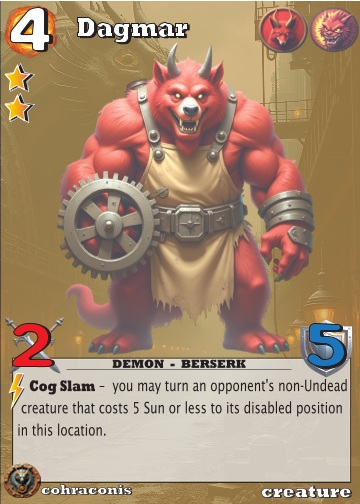 4 Dagmar
2 5
DEMON - BERSERK
Cog Slam - you may turn an opponent's non-Undead
creature that costs 5 Sun or less to its disabled position
in this location.
cohraconis creature